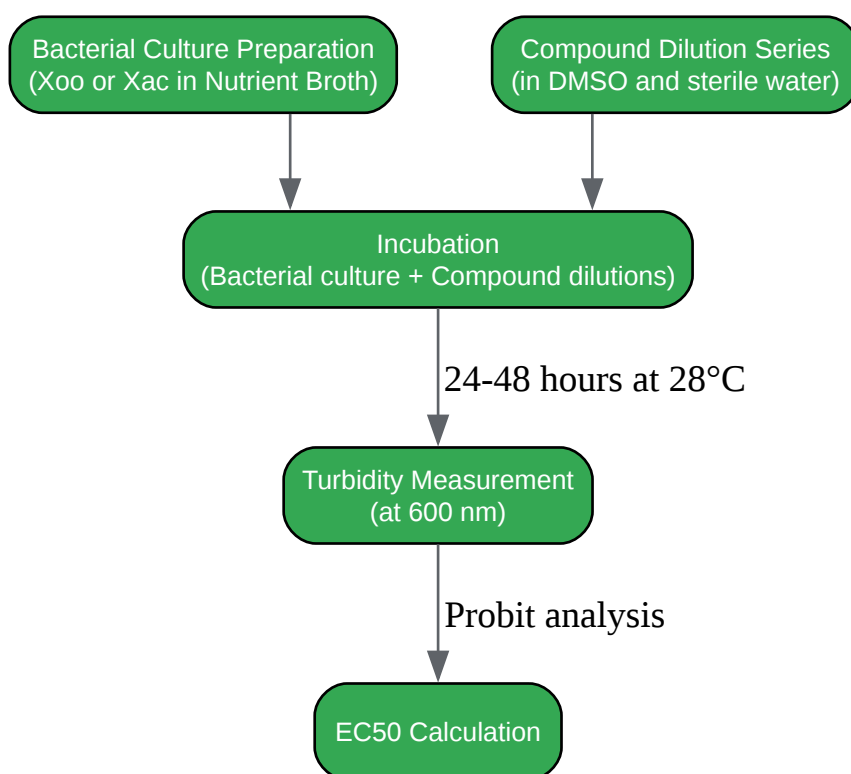 Bacterial Culture Preparation
(Xoo or Xac in Nutrient Broth)
Compound Dilution Series
(in DMSO and sterile water)
Incubation
(Bacterial culture + Compound dilutions)
24-48 hours at 28°C
Turbidity Measurement
(at 600 nm)
Probit analysis
EC50 Calculation